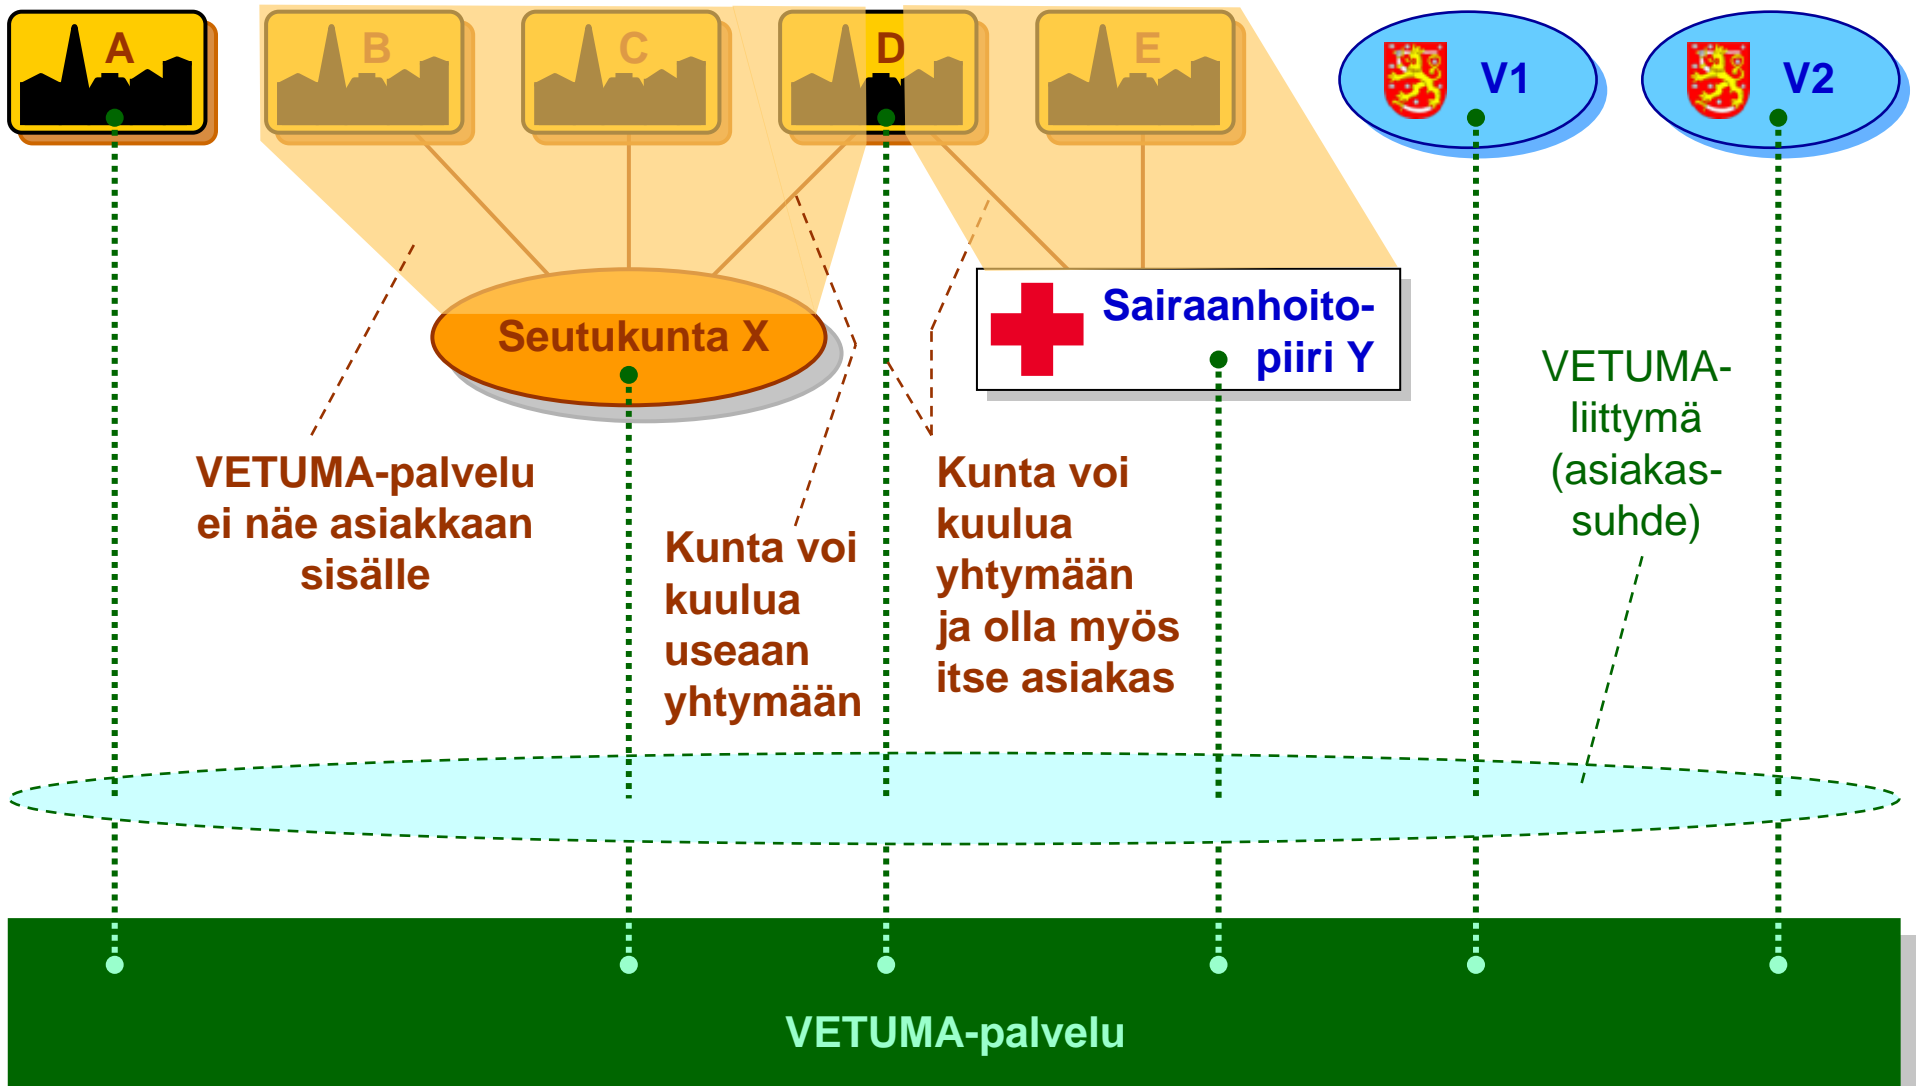 A
B
C
D
E
V1
V2
Seutukunta X
Sairaanhoito-
piiri Y
VETUMA-
liittymä
(asiakas-
suhde)
VETUMA-palvelu
ei näe asiakkaan
sisälle
Kunta voi
kuulua
useaan
yhtymään
Kunta voi
kuulua
yhtymään
ja olla myös
itse asiakas
VETUMA-palvelu